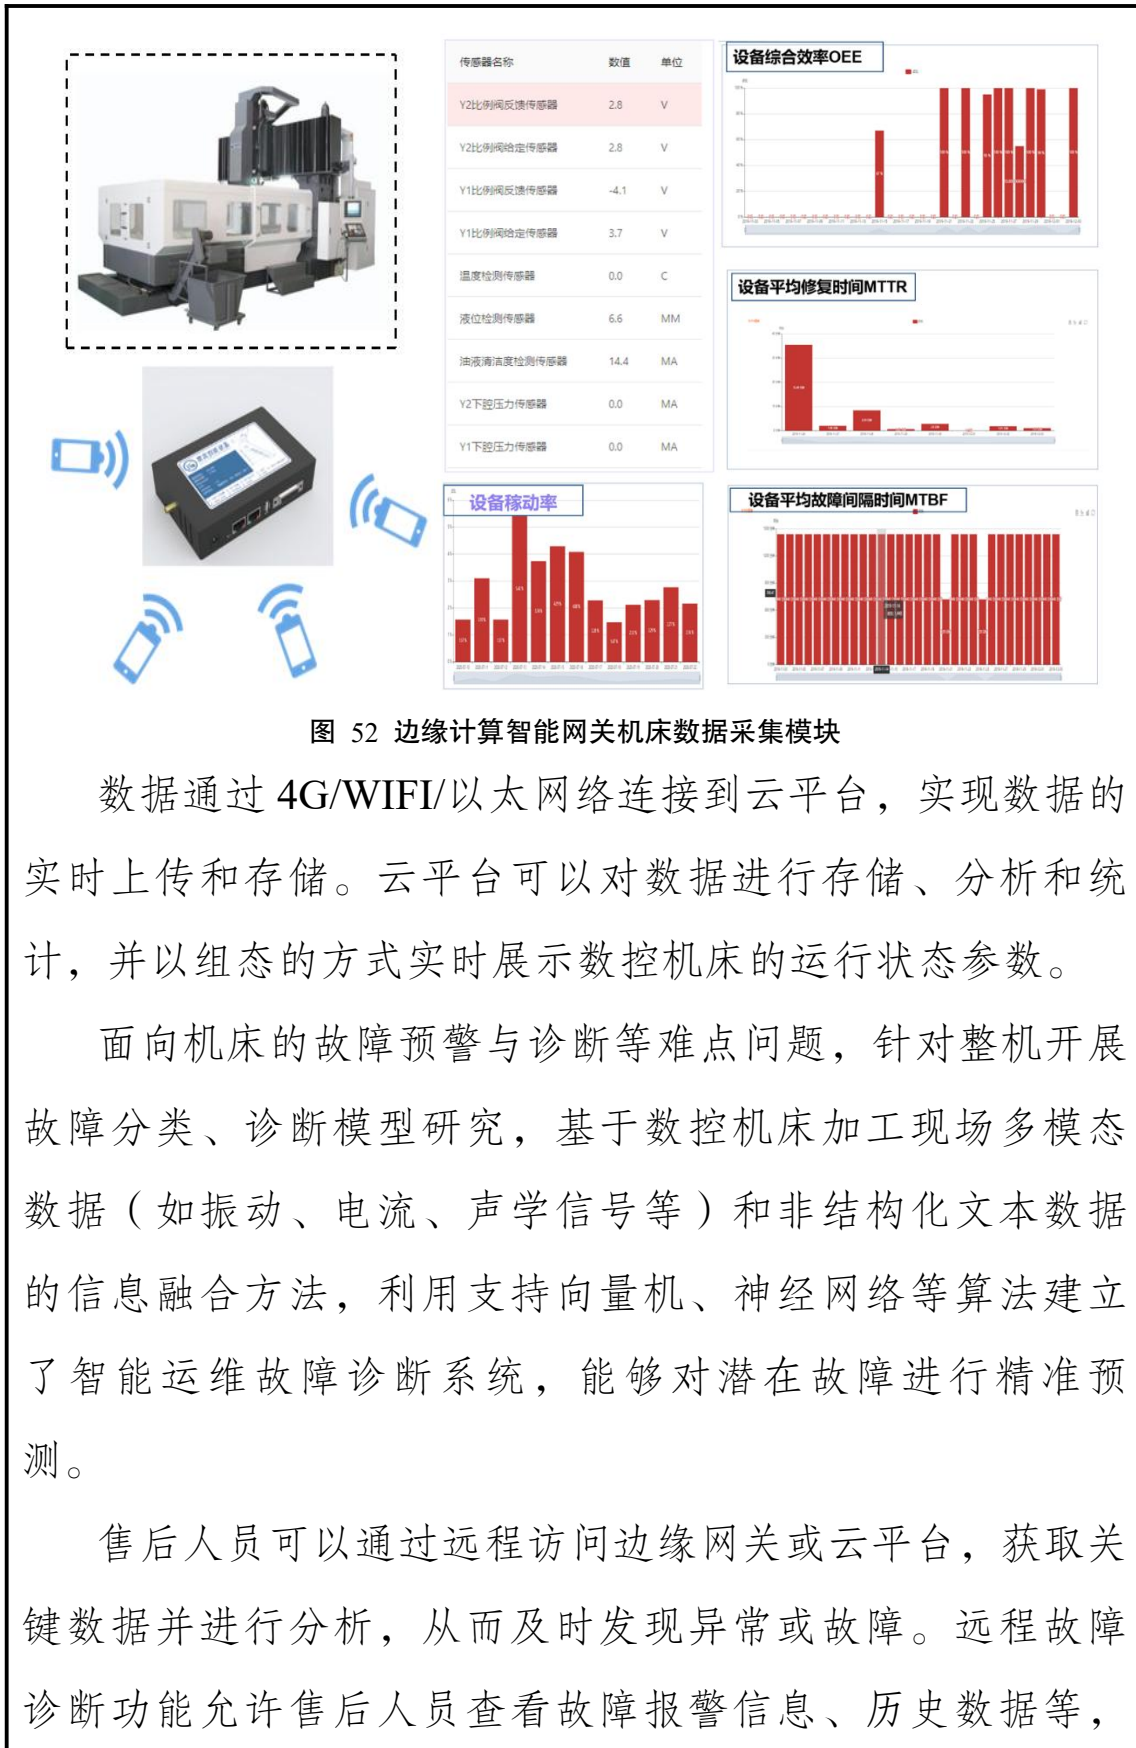 传感器名称 数值 单位
Y2比例阀反馈传感器 2.8 V
Y2比例阀给定传感器 2.8 V
Y1比例阀反馈传感器 -4.1 V
Y1比例阀给定传感器 3.7 V
温度检测传感器 0.0 C
液位检测传感器 6.6 MM
油液清洁度检测传感器 14.4 MA
Y2下腔压力传感器 0.0 MA
Y1下腔压力传感器 0.0 MA
设备综合效率OEE
设备平均修复时间MTTR
设备稼动率
设备平均故障间隔时间MTBF
图 52 边缘计算智能网关机床数据采集模块
数据通过 4G/WIFI/以太网络连接到云平台，实现数据的
实时上传和存储。云平台可以对数据进行存储、分析和统
计，并以组态的方式实时展示数控机床的运行状态参数。
面向机床的故障预警与诊断等难点问题，针对整机开展
故障分类、诊断模型研究，基于数控机床加工现场多模态
数据（如振动、电流、声学信号等）和非结构化文本数据
的信息融合方法，利用支持向量机、神经网络等算法建立
了智能运维故障诊断系统，能够对潜在故障进行精准预
测。
售后人员可以通过远程访问边缘网关或云平台，获取关
键数据并进行分析，从而及时发现异常或故障。远程故障
诊断功能允许售后人员查看故障报警信息、历史数据等，